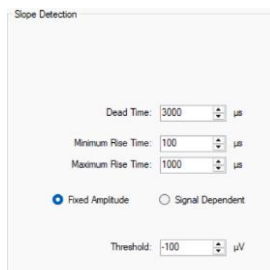 Slope Detection
Dead Time: 3000 µs
Minimum Rise Time: 100 µs
Maximum Rise Time: 1000 µs
Fixed Amplitude Signal Dependent
Threshold: -100 µV